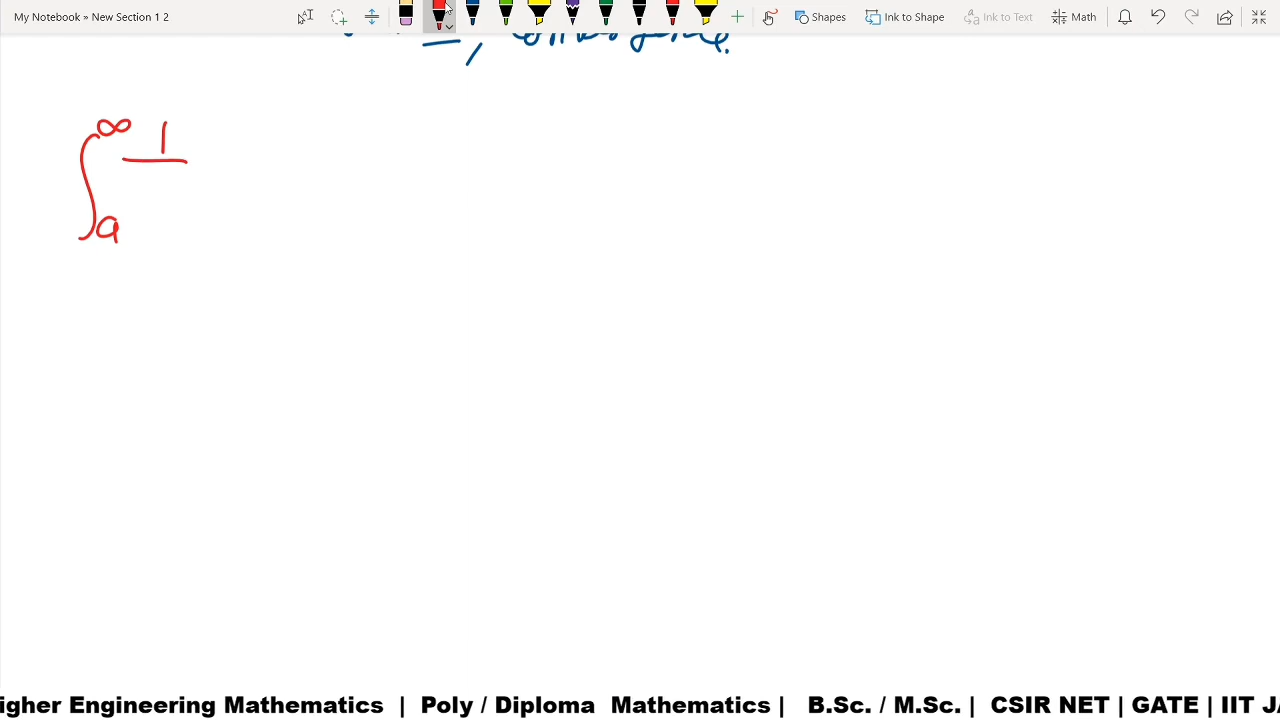 My Notebook » New Section 1 2
Shapes
Ink to Shape
Ink to Text
Math
∫ₐ^∞ 1
igher Engineering Mathematics | Poly / Diploma Mathematics | B.Sc. / M.Sc. | CSIR NET | GATE | IIT JA